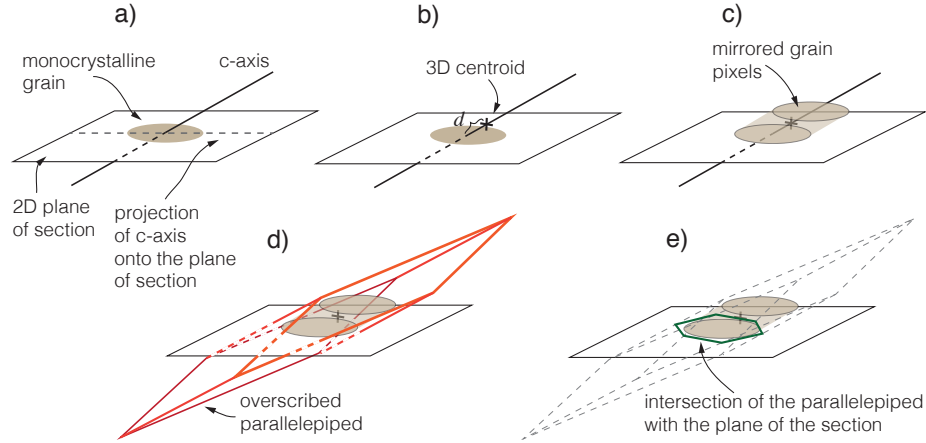 a)
monocrystalline
grain
c-axis
2D plane
of section
projection
of c-axis
onto the plane
of section
b)
3D centroid
d
c)
mirrored grain
pixels
d)
overscribed
parallelepiped
e)
intersection of the parallelepiped
with the plane of the section